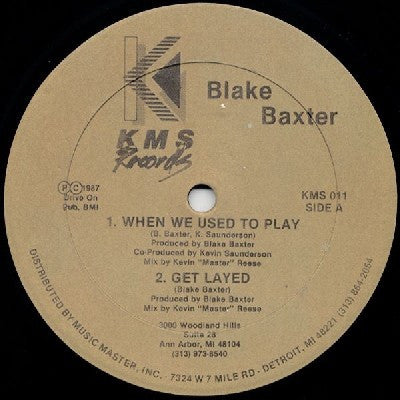 K
KMS
Records
Blake
Baxter
Ⓟ Ⓒ 1987
Drive On
Pub. BMI
KMS 011
SIDE A
1. WHEN WE USED TO PLAY
(B. Baxter, K. Saunderson)
Produced by Blake Baxter
Co-Produced by Kevin Saunderson
Mix by Kevin "Master" Reese
2. GET LAYED
(Blake Baxter)
Produced by Blake Baxter
Mix by Kevin "Master" Reese
3000 Woodland Hills
Suite 28
Ann Arbor, MI 48104
(313) 973-8540
DISTRIBUTED BY MUSIC MASTER, INC. - 7324 W 7 MILE RD - DETROIT, MI 48221 (313) 864-2054